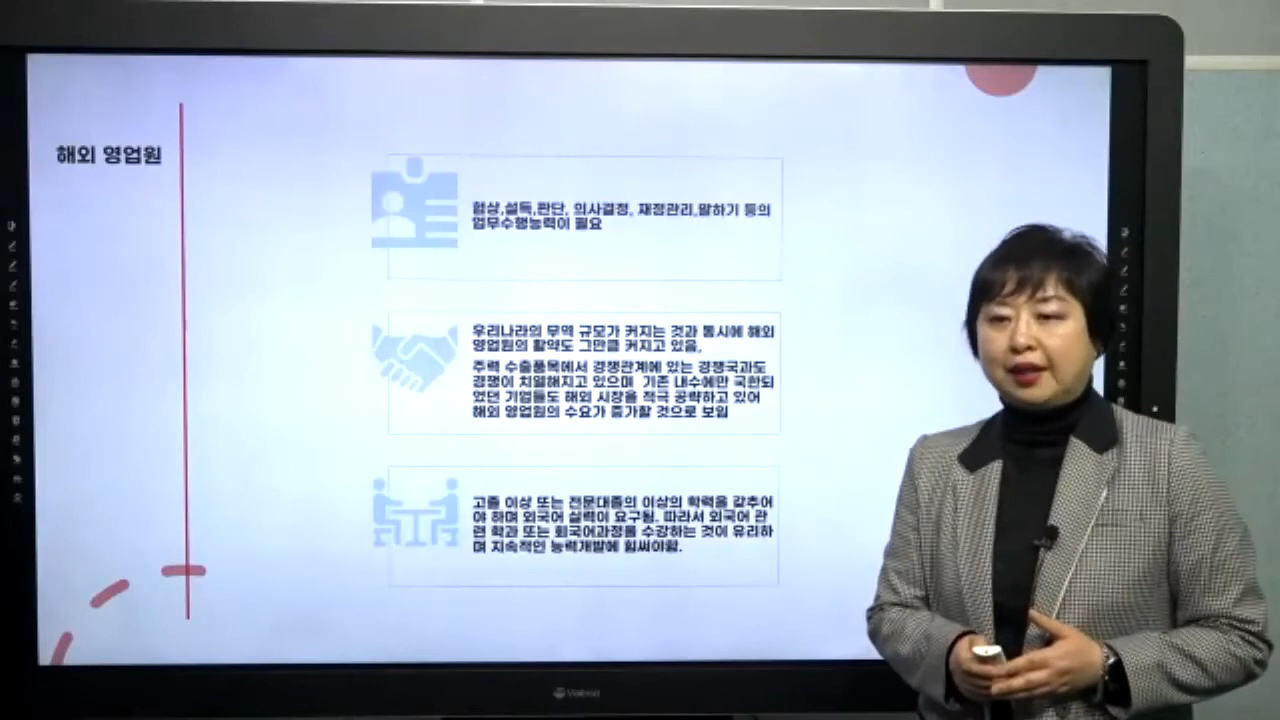 해외 영업원
협상,설득,판단, 의사결정, 재정관리,말하기 등의
업무수행능력이 필요
우리나라의 무역 규모가 커지는 것과 동시에 해외
영업원의 활약도 그만큼 커지고 있음,
주력 수출품목에서 경쟁관계에 있는 경쟁국과도
경쟁이 치열해지고 있으며 기존 내수에만 국한되
었던 기업들도 해외 시장을 적극 공략하고 있어
해외 영업원의 수요가 증가할 것으로 보임
고졸 이상 또는 전문대졸의 이상의 학력을 갖추어
야 하며 외국어 실력이 요구됨. 따라서 외국어 관
련 학과 또는 외국어과정를 수강하는 것이 유리하
며 지속적인 능력개발에 힘써야함.